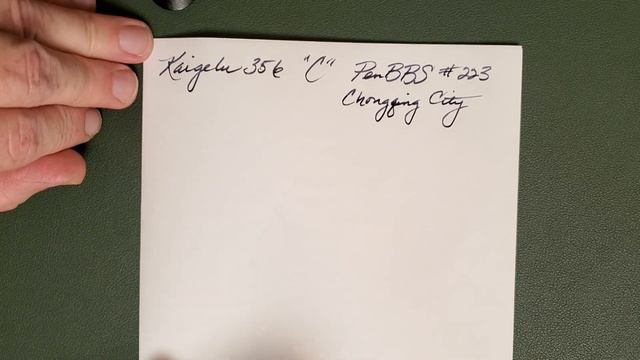 Kaigelu 356 "C" PenBBS #223
Chongqing City